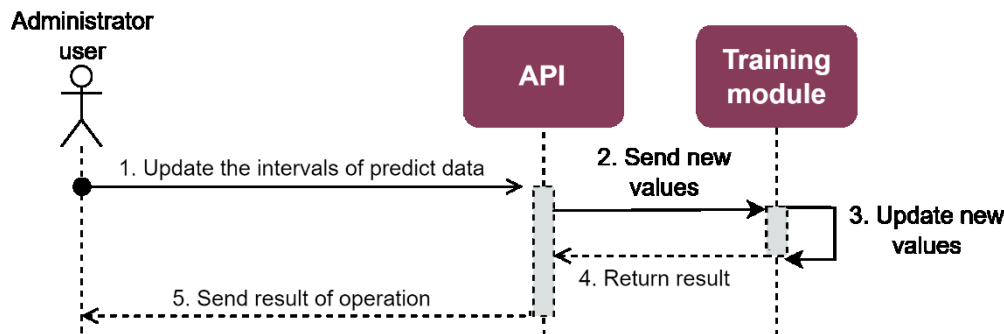 Administrator
user
API
Training
module
1. Update the intervals of predict data
2. Send new
values
3. Update new
values
4. Return result
5. Send result of operation